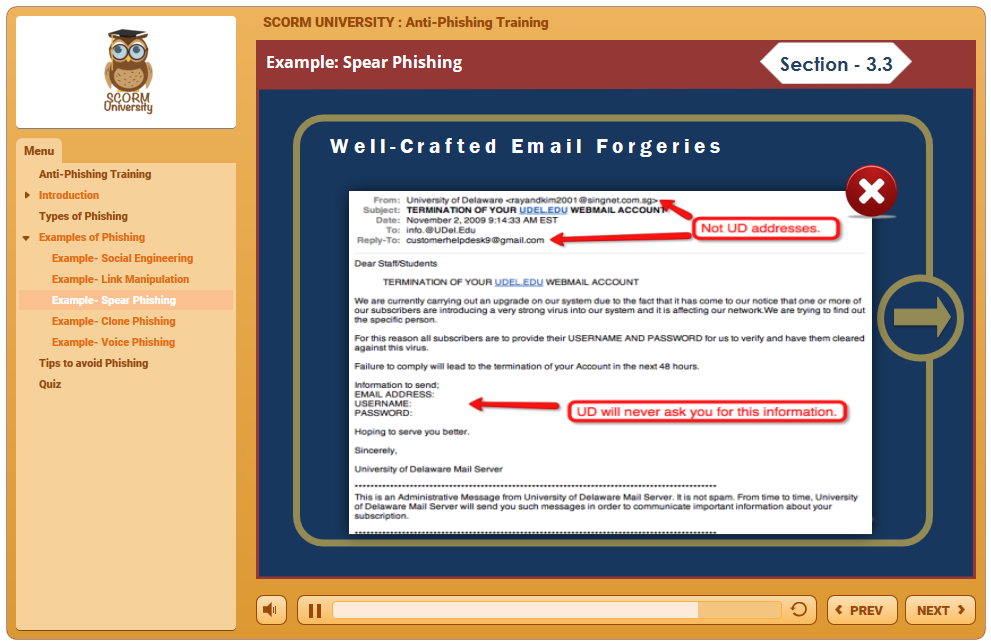 SCORM UNIVERSITY : Anti-Phishing Training
SCORM
University
Menu
Anti-Phishing Training
Introduction
Types of Phishing
Examples of Phishing
Example- Social Engineering
Example- Link Manipulation
Example- Spear Phishing
Example- Clone Phishing
Example- Voice Phishing
Tips to avoid Phishing
Quiz
Example: Spear Phishing
Section - 3.3
Well-Crafted Email Forgeries
From: University of Delaware <rayandkim2001@singnet.com.sg>
Subject: TERMINATION OF YOUR UDEL.EDU WEBMAIL ACCOUNT
Date: November 2, 2009 9:14:33 AM EST
To: info.@UDel.Edu
Reply-To: customerhelpdesk9@gmail.com
Not UD addresses.
Dear Staff/Students
TERMINATION OF YOUR UDEL.EDU WEBMAIL ACCOUNT
We are currently carrying out an upgrade on our system due to the fact that it has come to our notice that one or more of
our subscribers are introducing a very strong virus into our system and it is affecting our network.We are trying to find out
the specific person.
For this reason all subscribers are to provide their USERNAME AND PASSWORD for us to verify and have them cleared
against this virus.
Failure to comply will lead to the termination of your Account in the next 48 hours.
Information to send;
EMAIL ADDRESS:
USERNAME:
PASSWORD:
UD will never ask you for this information.
Hoping to serve you better.
Sincerely,
University of Delaware Mail Server
This is an Administrative Message from University of Delaware Mail Server. It is not spam. From time to time, University
of Delaware Mail Server will send you such messages in order to communicate important information about your
subscription.
PREV
NEXT